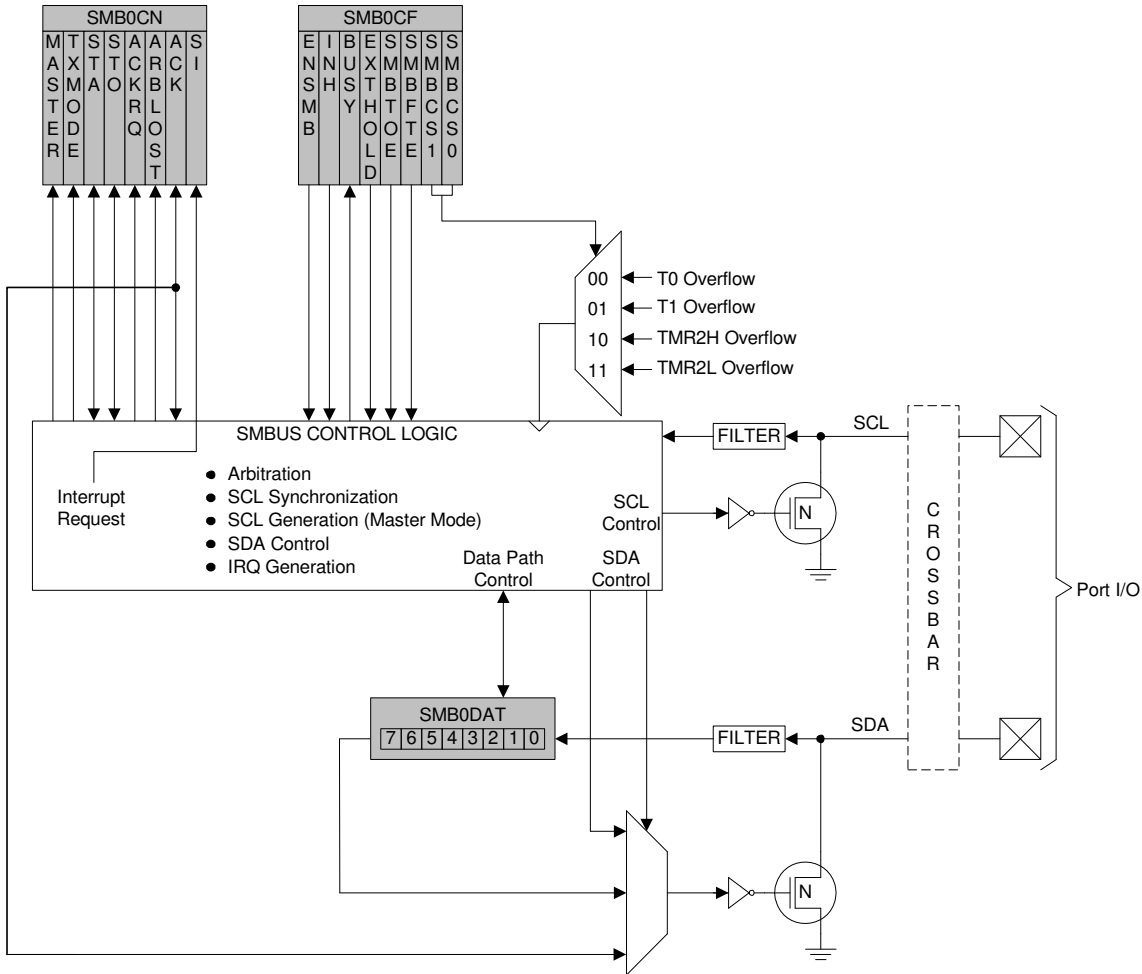 SMB0CN
MASTER
TXMODE
STA
STO
ACKRQ
ARBLOST
ACK
SI
SMB0CF
ENSMB
INH
BUSY
EXTHOLD
SMBTOE
SMBFTE
SMBCS1
SMBCS0
00
T0 Overflow
01
T1 Overflow
10
TMR2H Overflow
11
TMR2L Overflow
SMBUS CONTROL LOGIC
Interrupt
Request
● Arbitration
● SCL Synchronization
● SCL Generation (Master Mode)
● SDA Control
● IRQ Generation
Data Path
Control
SCL
Control
SDA
Control
FILTER
SCL
N
CROSSBAR
Port I/O
SMB0DAT
7 6 5 4 3 2 1 0
FILTER
SDA
N